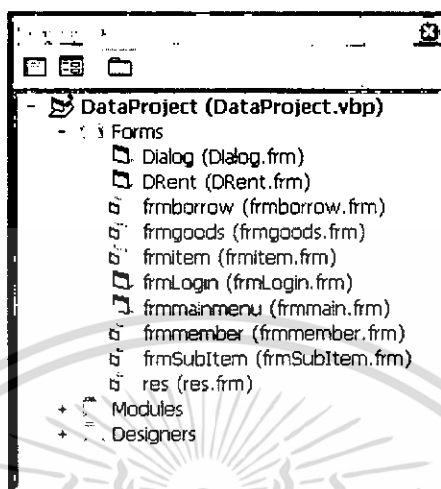 DataProject (DataProject.vbp)
Forms
Dialog (Dialog.frm)
DRent (DRent.frm)
frmborrow (frmborrow.frm)
frmgoods (frmgoods.frm)
frmitem (frmitem.frm)
frmLogin (frmLogin.frm)
frmmainmenu (frmmain.frm)
frmmember (frmmember.frm)
frmSubItem (frmSubItem.frm)
res (res.frm)
Modules
Designers